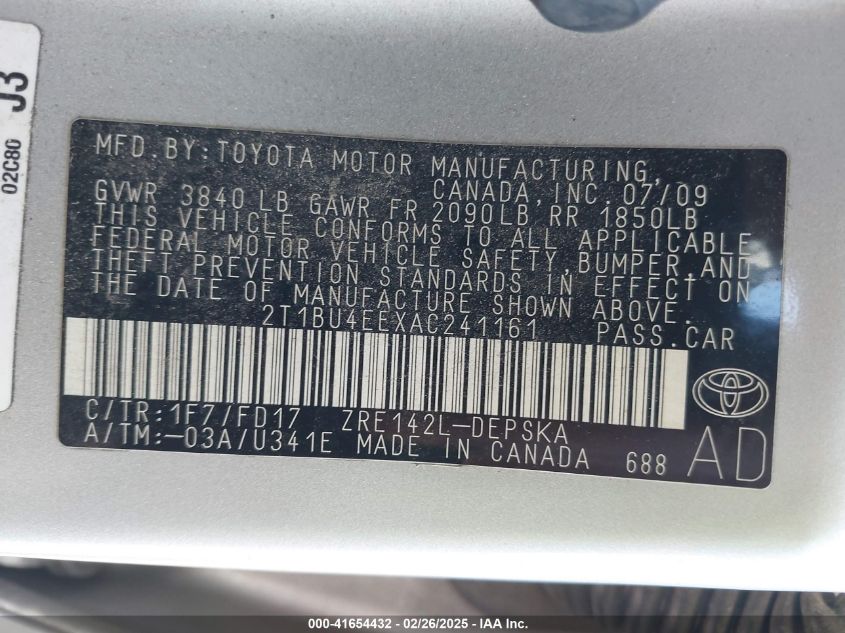 J3
02C80
MFD.BY:TOYOTA MOTOR MANUFACTURING,
CANADA,INC. 07/09
GVWR 3840 LB GAWR FR 2090LB RR 1850LB
THIS VEHICLE CONFORMS TO ALL APPLICABLE
FEDERAL MOTOR VEHICLE SAFETY,BUMPER,AND
THEFT PREVENTION STANDARDS IN EFFECT ON
THE DATE OF MANUFACTURE SHOWN ABOVE.
2T1BU4EEXAC241161 PASS.CAR
C/TR:1F7/FD17 ZRE142L-DEPSKA
A/TM:-03A/U341E MADE IN CANADA 688 AD
000-41654432 - 02/26/2025 - IAAI.com - Copyright IAA, Inc.